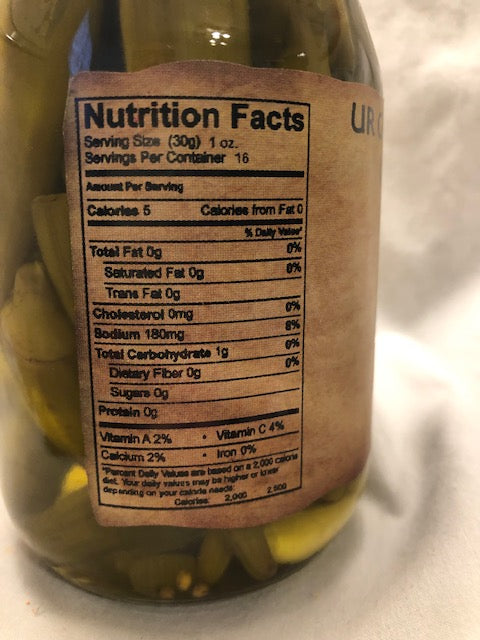 Nutrition Facts
Serving Size (30g) 1 oz.
Servings Per Container 16
Amount Per Serving
Calories 5 Calories from Fat 0
% Daily Value*
Total Fat 0g 0%
Saturated Fat 0g 0%
Trans Fat 0g
Cholesterol 0mg 0%
Sodium 180mg 8%
Total Carbohydrate 1g 0%
Dietary Fiber 0g 0%
Sugars 0g
Protein 0g
Vitamin A 2% • Vitamin C 4%
Calcium 2% • Iron 0%
*Percent Daily Values are based on a 2,000 calorie
diet. Your daily values may be higher or lower
depending on your calorie needs:
Calories: 2,000 2,500
UR